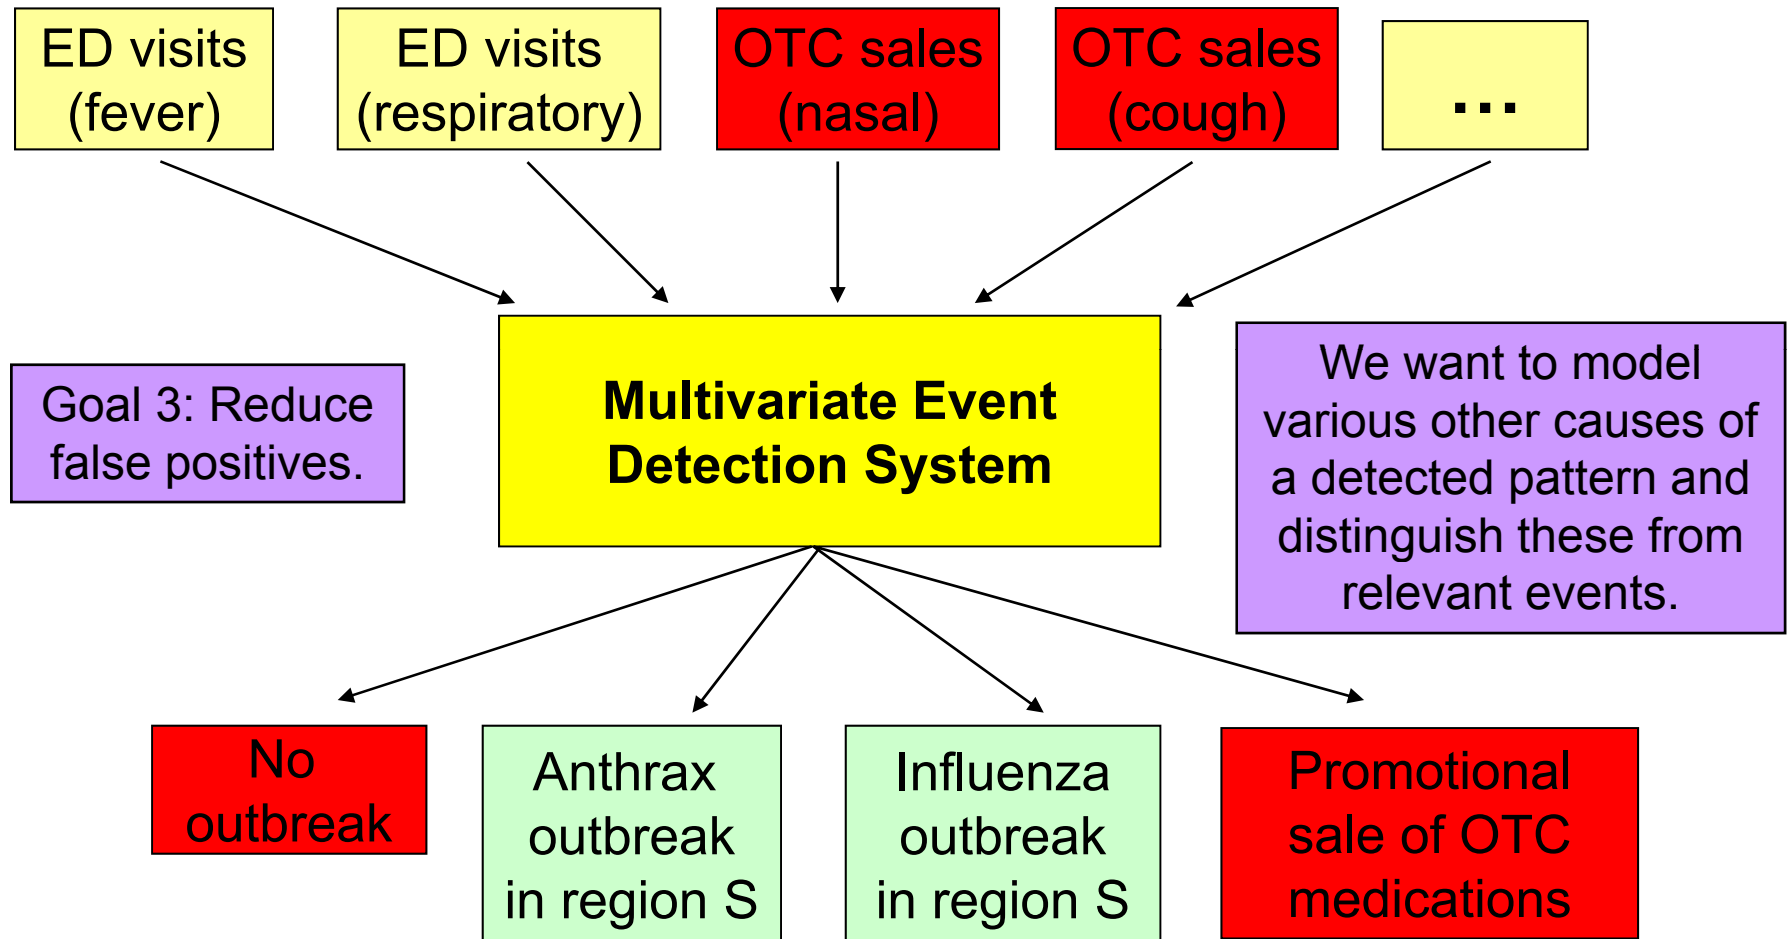 ED visits
(fever)
ED visits
(respiratory)
OTC sales
(nasal)
OTC sales
(cough)
...
Goal 3: Reduce
false positives.
Multivariate Event
Detection System
We want to model
various other causes of
a detected pattern and
distinguish these from
relevant events.
No
outbreak
Anthrax
outbreak
in region S
Influenza
outbreak
in region S
Promotional
sale of OTC
medications